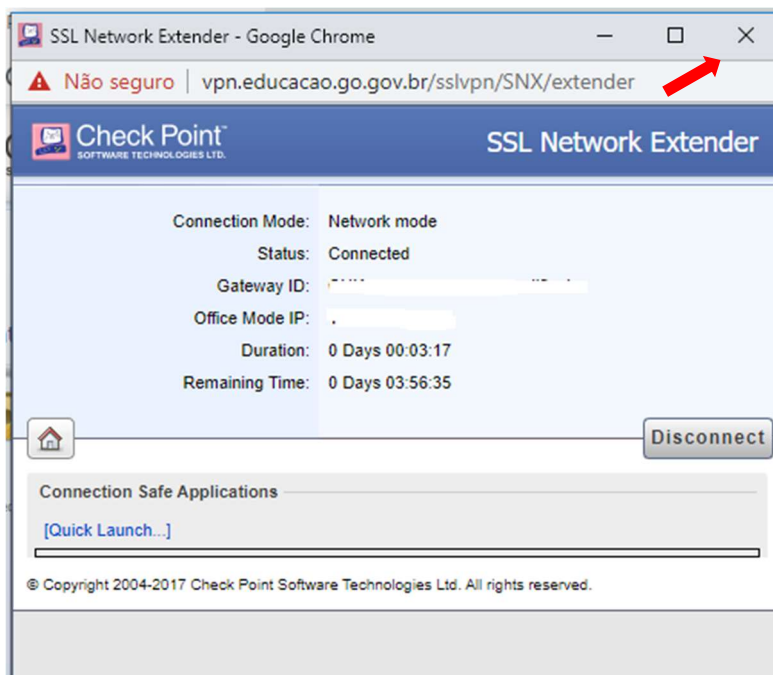 SSL Network Extender - Google Chrome
Não seguro | vpn.educacao.go.gov.br/sslvpn/SNX/extender
Check Point™
SOFTWARE TECHNOLOGIES LTD.
SSL Network Extender
Connection Mode: Network mode
Status: Connected
Gateway ID:
Office Mode IP:
Duration: 0 Days 00:03:17
Remaining Time: 0 Days 03:56:35
Disconnect
Connection Safe Applications
[Quick Launch...]
© Copyright 2004-2017 Check Point Software Technologies Ltd. All rights reserved.